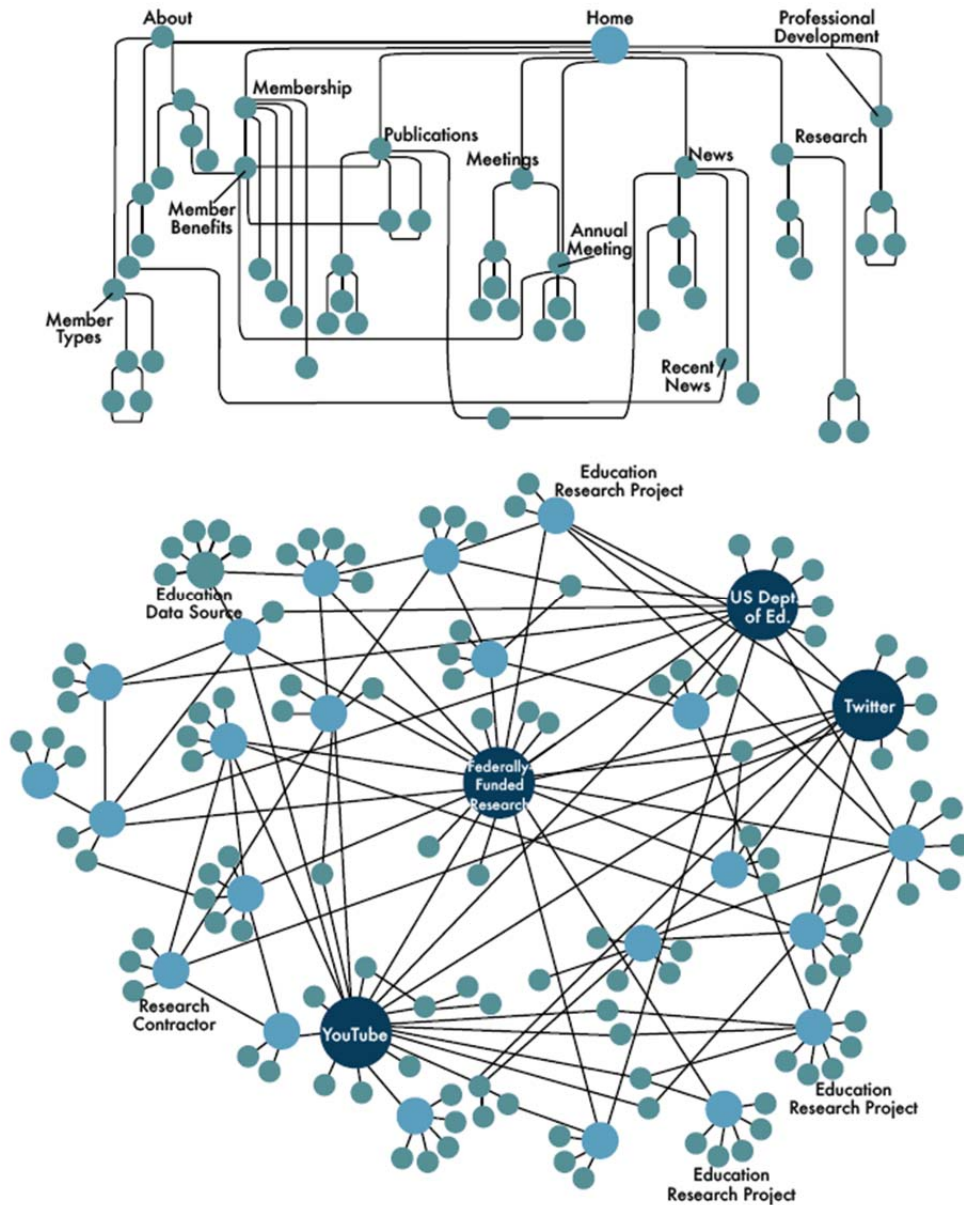 About
Home
Professional
Development
Membership
Publications
Research
Meetings
News
Member
Benefits
Annual
Meeting
Member
Types
Recent
News
Education
Research Project
US Dept.
of Ed.
Education
Data Source
Twitter
Federally-
Funded
Research
Research
Contractor
YouTube
Education
Research Project
Education
Research Project